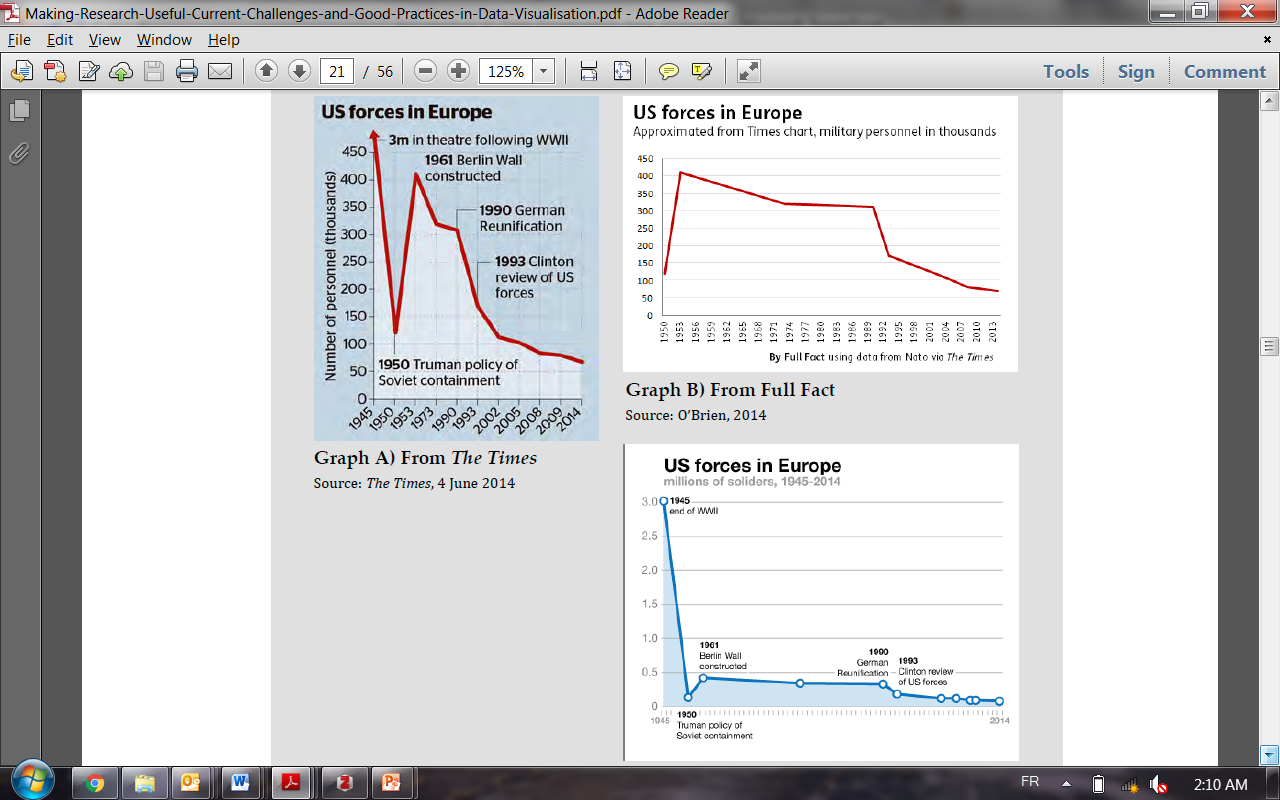 Making-Research-Useful-Current-Challenges-and-Good-Practices-in-Data-Visualisation.pdf - Adobe Reader
File Edit View Window Help
21 / 56 125% Tools Sign Comment
US forces in Europe
3m in theatre following WWII
1961 Berlin Wall
constructed
1990 German
Reunification
1993 Clinton
review of US
forces
1950 Truman policy of
Soviet containment
Number of personnel (thousands)
450
400
350
300
250
200
150
100
50
0
1945 1950 1953 1973 1990 1993 2002 2005 2008 2009 2014
Graph A) From The Times
Source: The Times, 4 June 2014
US forces in Europe
Approximated from Times chart, military personnel in thousands
450
400
350
300
250
200
150
100
50
0
1950 1953 1956 1959 1962 1965 1968 1971 1974 1977 1980 1983 1986 1989 1992 1995 1998 2001 2004 2007 2010 2013
By Full Fact using data from Nato via The Times
Graph B) From Full Fact
Source: O’Brien, 2014
US forces in Europe
millions of soliders, 1945-2014
3.0
2.5
2.0
1.5
1.0
0.5
0
1945
end of WWII
1961
Berlin Wall
constructed
1990
German
Reunification
1993
Clinton review
of US forces
1945 2014
1950
Truman policy of
Soviet containment
FR 2:10 AM